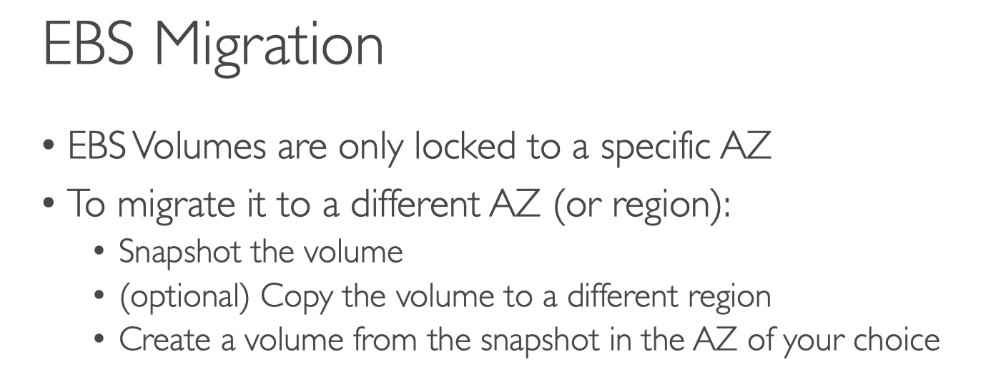 EBS Migration
• EBS Volumes are only locked to a specific AZ
• To migrate it to a different AZ (or region):
• Snapshot the volume
• (optional) Copy the volume to a different region
• Create a volume from the snapshot in the AZ of your choice